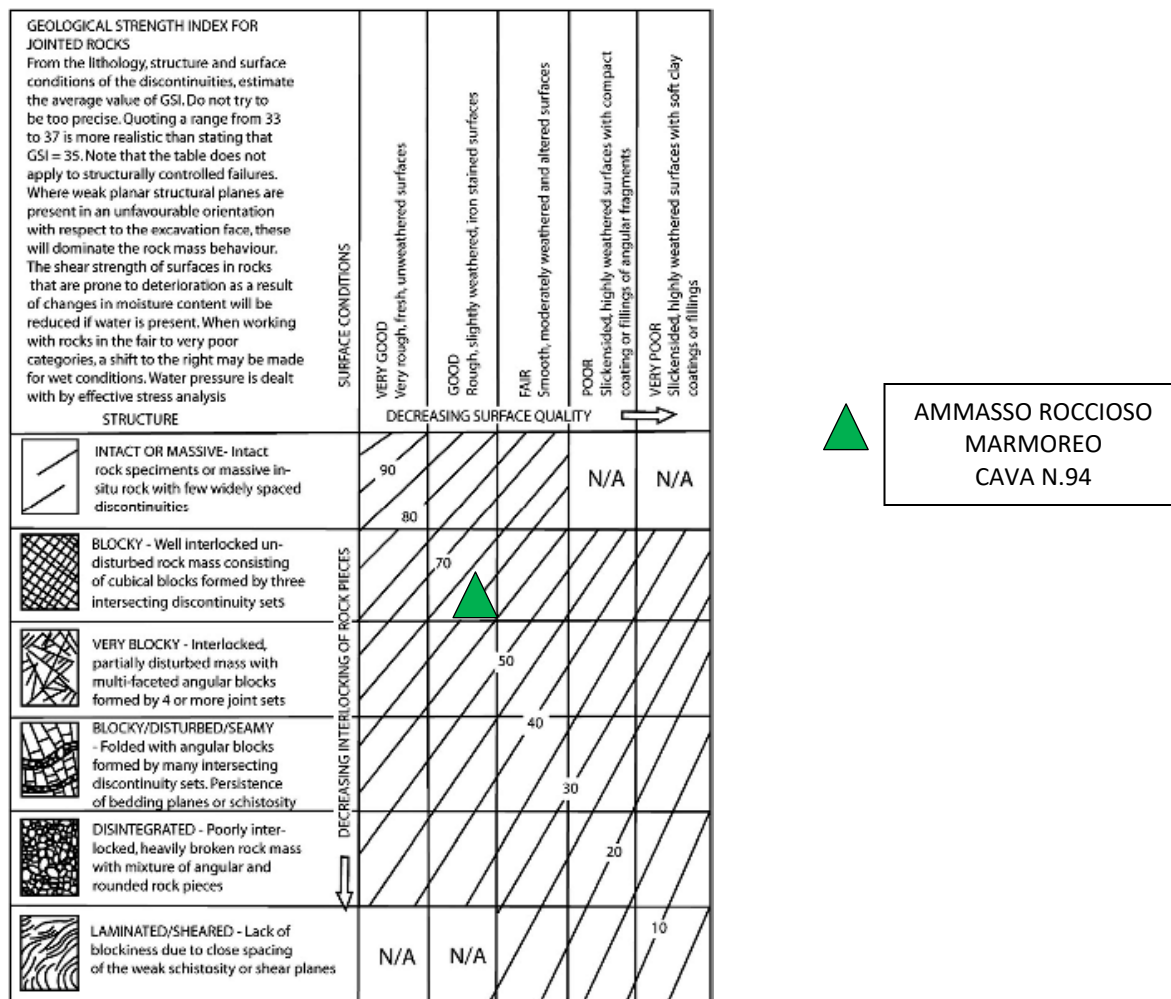 GEOLOGICAL STRENGTH INDEX FOR
JOINTED ROCKS
From the lithology, structure and surface
conditions of the discontinuities, estimate
the average value of GSI. Do not try to
be too precise. Quoting a range from 33
to 37 is more realistic than stating that
GSI = 35. Note that the table does not
apply to structurally controlled failures.
Where weak planar structural planes are
present in an unfavourable orientation
with respect to the excavation face, these
will dominate the rock mass behaviour.
The shear strength of surfaces in rocks
that are prone to deterioration as a result
of changes in moisture content will be
reduced if water is present. When working
with rocks in the fair to very poor
categories, a shift to the right may be made
for wet conditions. Water pressure is dealt
with by effective stress analysis
STRUCTURE
SURFACE CONDITIONS
VERY GOOD
Very rough, fresh, unweathered surfaces
GOOD
Rough, slightly weathered, iron stained surfaces
FAIR
Smooth, moderately weathered and altered surfaces
POOR
Slickensided, highly weathered surfaces with compact
coating or fillings of angular fragments
VERY POOR
Slickensided, highly weathered surfaces with soft clay
coatings or fillings
DECREASING SURFACE QUALITY
INTACT OR MASSIVE- Intact
rock speciments or massive in-
situ rock with few widely spaced
discontinuities
90
80
N/A
N/A
BLOCKY - Well interlocked un-
disturbed rock mass consisting
of cubical blocks formed by three
intersecting discontinuity sets
70
DECREASING INTERLOCKING OF ROCK PIECES
VERY BLOCKY - Interlocked,
partially disturbed mass with
multi-faceted angular blocks
formed by 4 or more joint sets
50
BLOCKY/DISTURBED/SEAMY
- Folded with angular blocks
formed by many intersecting
discontinuity sets. Persistence
of bedding planes or schistosity
40
30
DISINTEGRATED - Poorly inter-
locked, heavily broken rock mass
with mixture of angular and
rounded rock pieces
20
LAMINATED/SHEARED - Lack of
blockiness due to close spacing
of the weak schistosity or shear planes
N/A
N/A
10
AMMASSO ROCCIOSO
MARMOREO
CAVA N.94